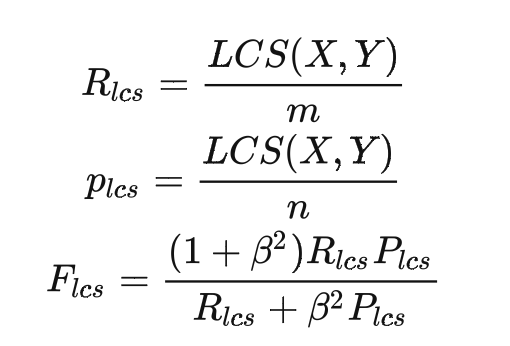 R_{lcs} = \frac{LCS(X, Y)}{m}
p_{lcs} = \frac{LCS(X, Y)}{n}
F_{lcs} = \frac{(1 + \beta^2) R_{lcs} P_{lcs}}{R_{lcs} + \beta^2 P_{lcs}}